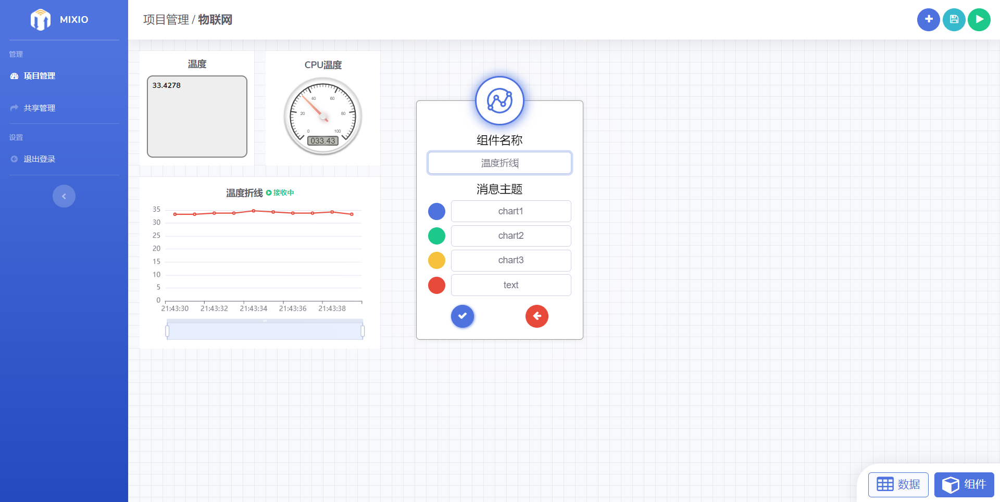 MIXIO
管理
项目管理
共享管理
设置
退出登录
项目管理 / 物联网
温度
33.4278
CPU温度
0
20
40
60
80
100
033.43
温度折线 接收中
35
30
25
20
15
10
5
0
21:43:30 21:43:32 21:43:34 21:43:36 21:43:38
组件名称
温度折线
消息主题
chart1
chart2
chart3
text
数据
组件